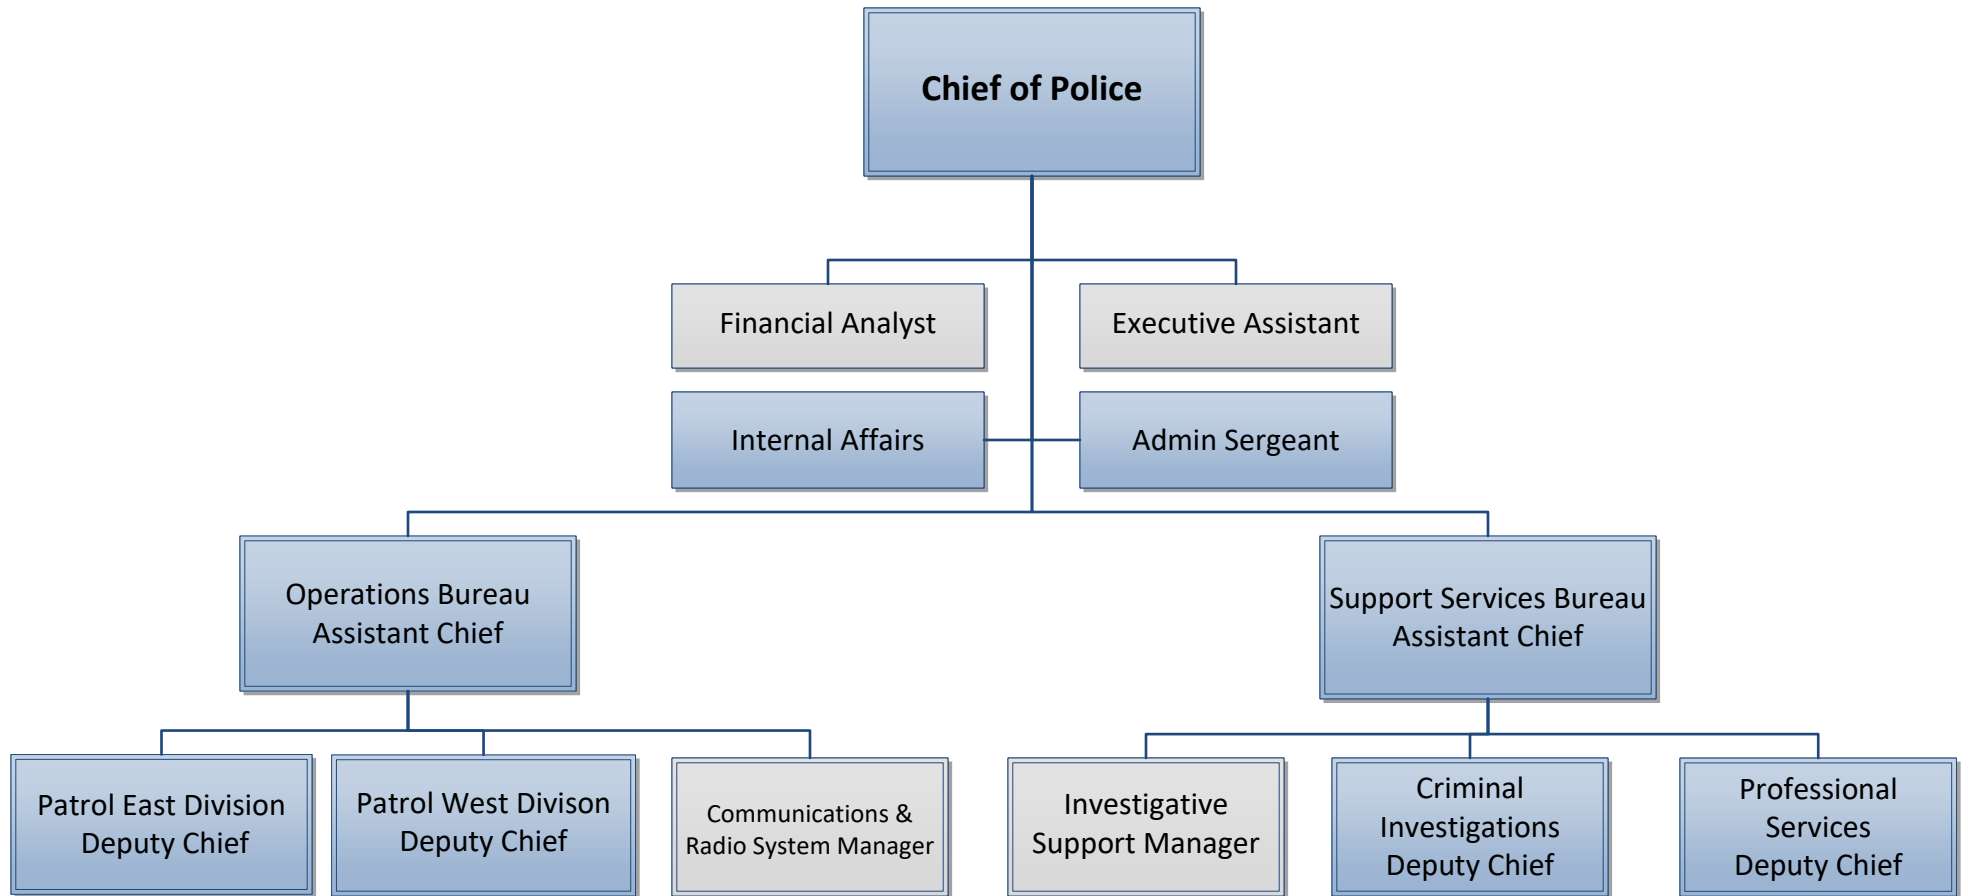 Chief of Police
Financial Analyst
Executive Assistant
Internal Affairs
Admin Sergeant
Operations Bureau
Assistant Chief
Support Services Bureau
Assistant Chief
Patrol East Division
Deputy Chief
Patrol West Divison
Deputy Chief
Communications &
Radio System Manager
Investigative
Support Manager
Criminal
Investigations
Deputy Chief
Professional
Services
Deputy Chief